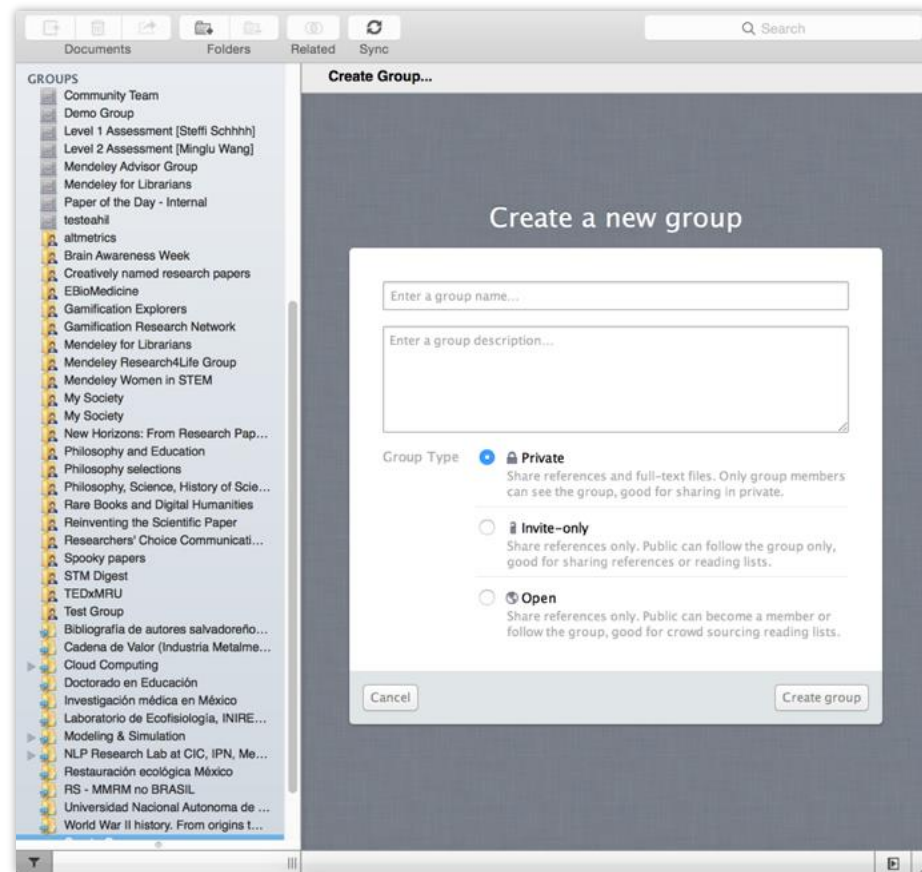 Search
Documents
Folders
Related
Sync
GROUPS
Community Team
Demo Group
Level 1 Assessment [Steffi Schhhh]
Level 2 Assessment [Minglu Wang]
Mendeley Advisor Group
Mendeley for Librarians
Paper of the Day - Internal
testeahil
altmetrics
Brain Awareness Week
Creatively named research papers
EBioMedicine
Gamification Explorers
Gamification Research Network
Mendeley for Librarians
Mendeley Research4Life Group
Mendeley Women in STEM
My Society
My Society
New Horizons: From Research Pap...
Philosophy and Education
Philosophy selections
Philosophy, Science, History of Scie...
Rare Books and Digital Humanities
Reinventing the Scientific Paper
Researchers' Choice Communicati...
Spooky papers
STM Digest
TEDxMRU
Test Group
Bibliografía de autores salvadoreño...
Cadena de Valor (Industria Metalme...
Cloud Computing
Doctorado en Educación
Investigación médica en México
Laboratorio de Ecofisiología, INIRE...
Modeling & Simulation
NLP Research Lab at CIC, IPN, Me...
Restauración ecológica México
RS - MMRM no BRASIL
Universidad Nacional Autonoma de ...
World War II history. From origins t...
Create Group...
Create a new group
Enter a group name...
Enter a group description...
Group Type
Private
Share references and full-text files. Only group members
can see the group, good for sharing in private.
Invite-only
Share references only. Public can follow the group only,
good for sharing references or reading lists.
Open
Share references only. Public can become a member or
follow the group, good for crowd sourcing reading lists.
Cancel
Create group